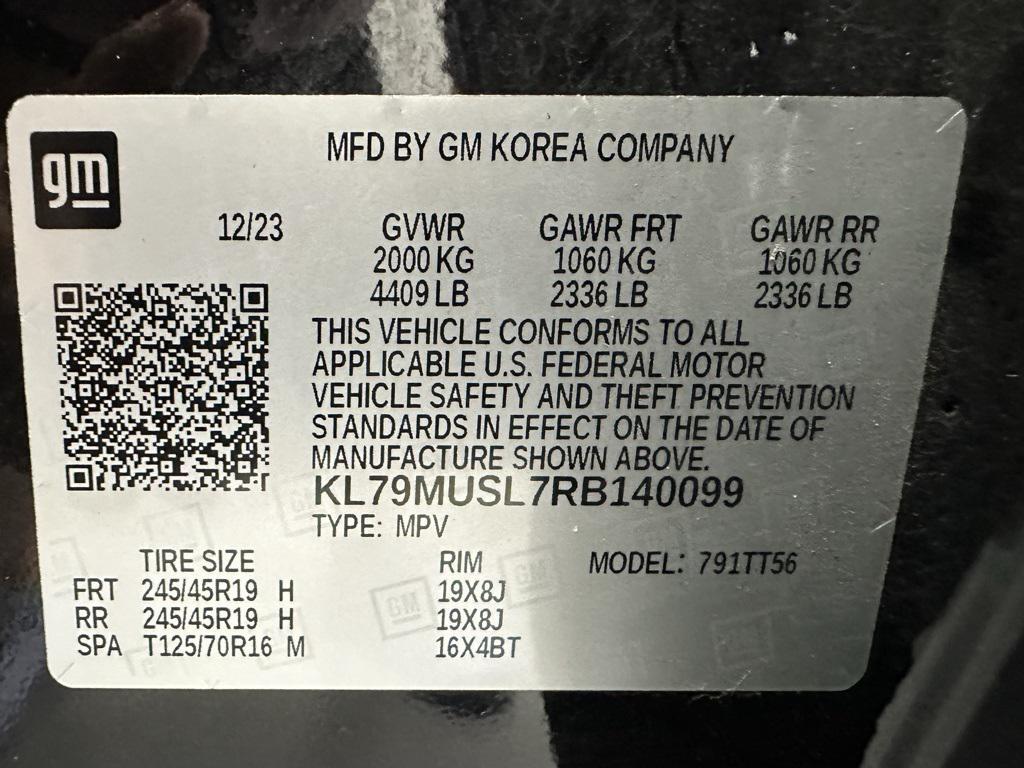 gm
MFD BY GM KOREA COMPANY
12/23 GVWR GAWR FRT GAWR RR
2000 KG 1060 KG 1060 KG
4409 LB 2336 LB 2336 LB
THIS VEHICLE CONFORMS TO ALL
APPLICABLE U.S. FEDERAL MOTOR
VEHICLE SAFETY AND THEFT PREVENTION
STANDARDS IN EFFECT ON THE DATE OF
MANUFACTURE SHOWN ABOVE.
KL79MUSL7RB140099
TYPE: MPV
TIRE SIZE RIM MODEL: 791TT56
FRT 245/45R19 H 19X8J
RR 245/45R19 H 19X8J
SPA T125/70R16 M 16X4BT
GM
GM